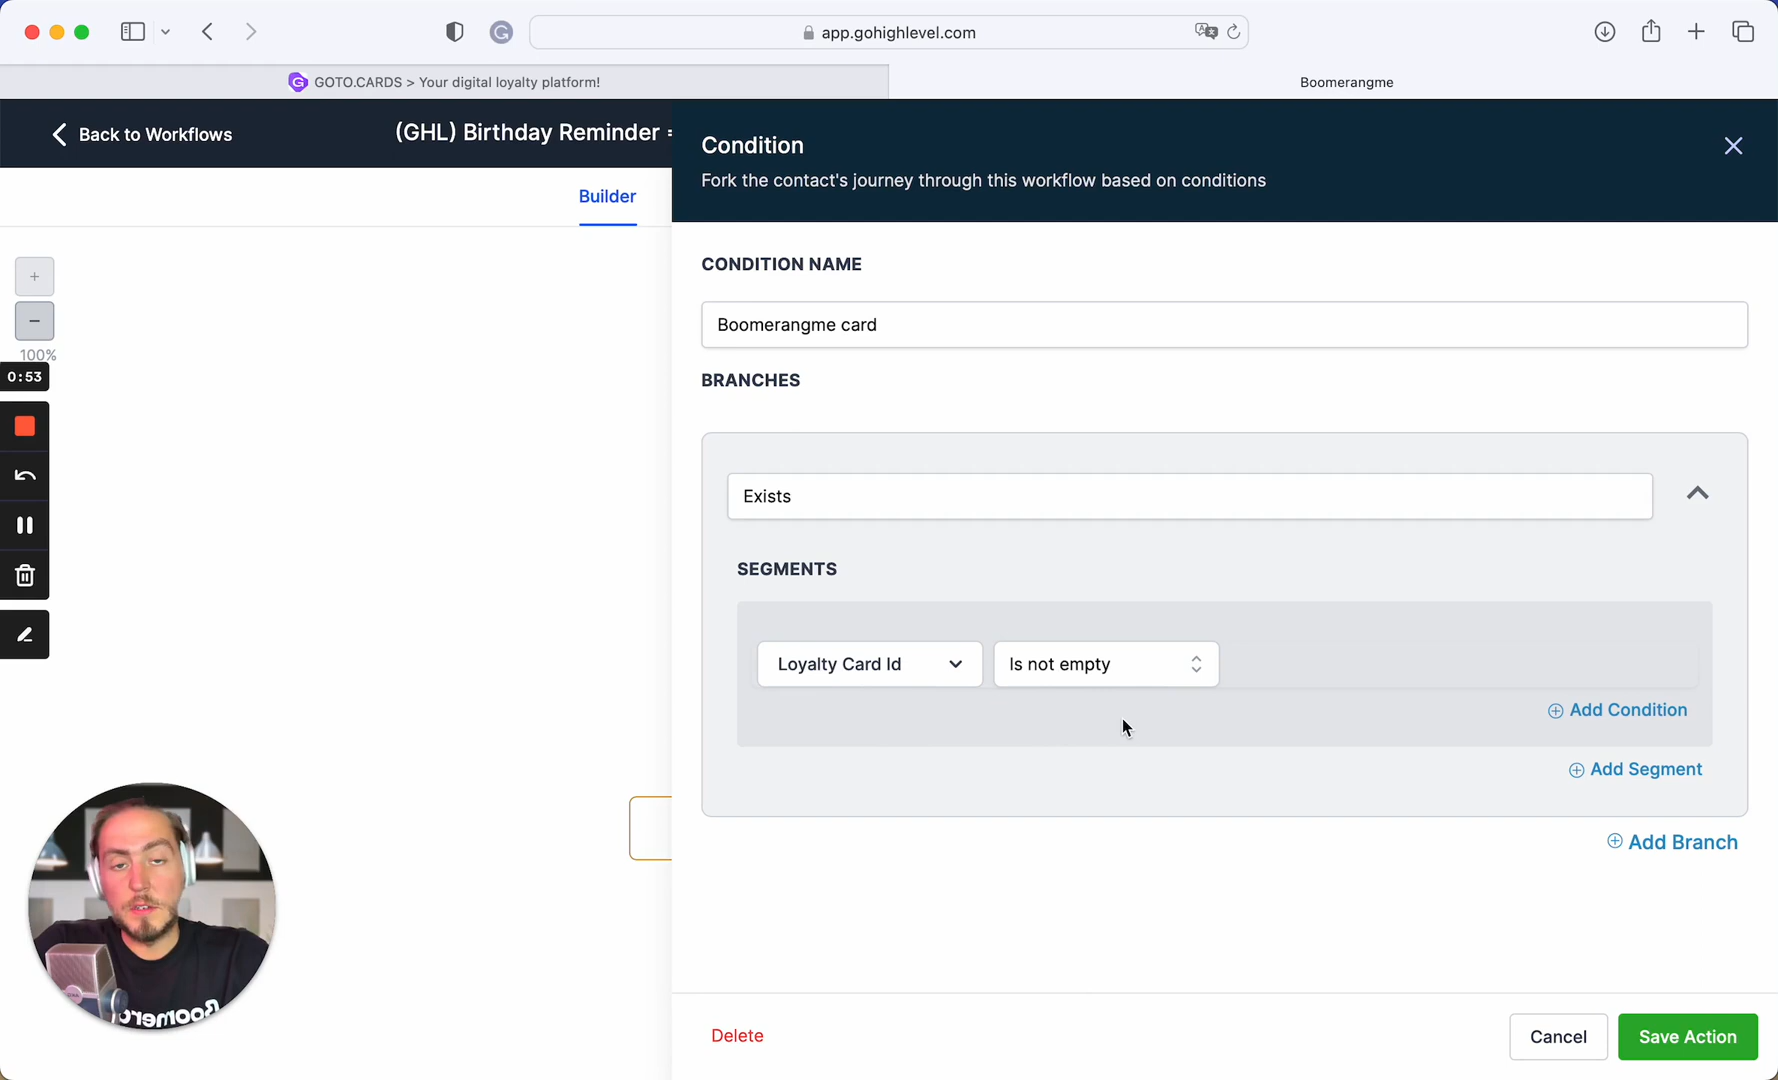 app.gohighlevel.com
GOTO.CARDS > Your digital loyalty platform!
Boomerangme
Back to Workflows
(GHL) Birthday Reminder
Condition
Fork the contact's journey through this workflow based on conditions
Builder
CONDITION NAME
Boomerangme card
100%
0:53
BRANCHES
Exists
SEGMENTS
Loyalty Card Id
Is not empty
Add Condition
Add Segment
Add Branch
Delete
Cancel
Save Action